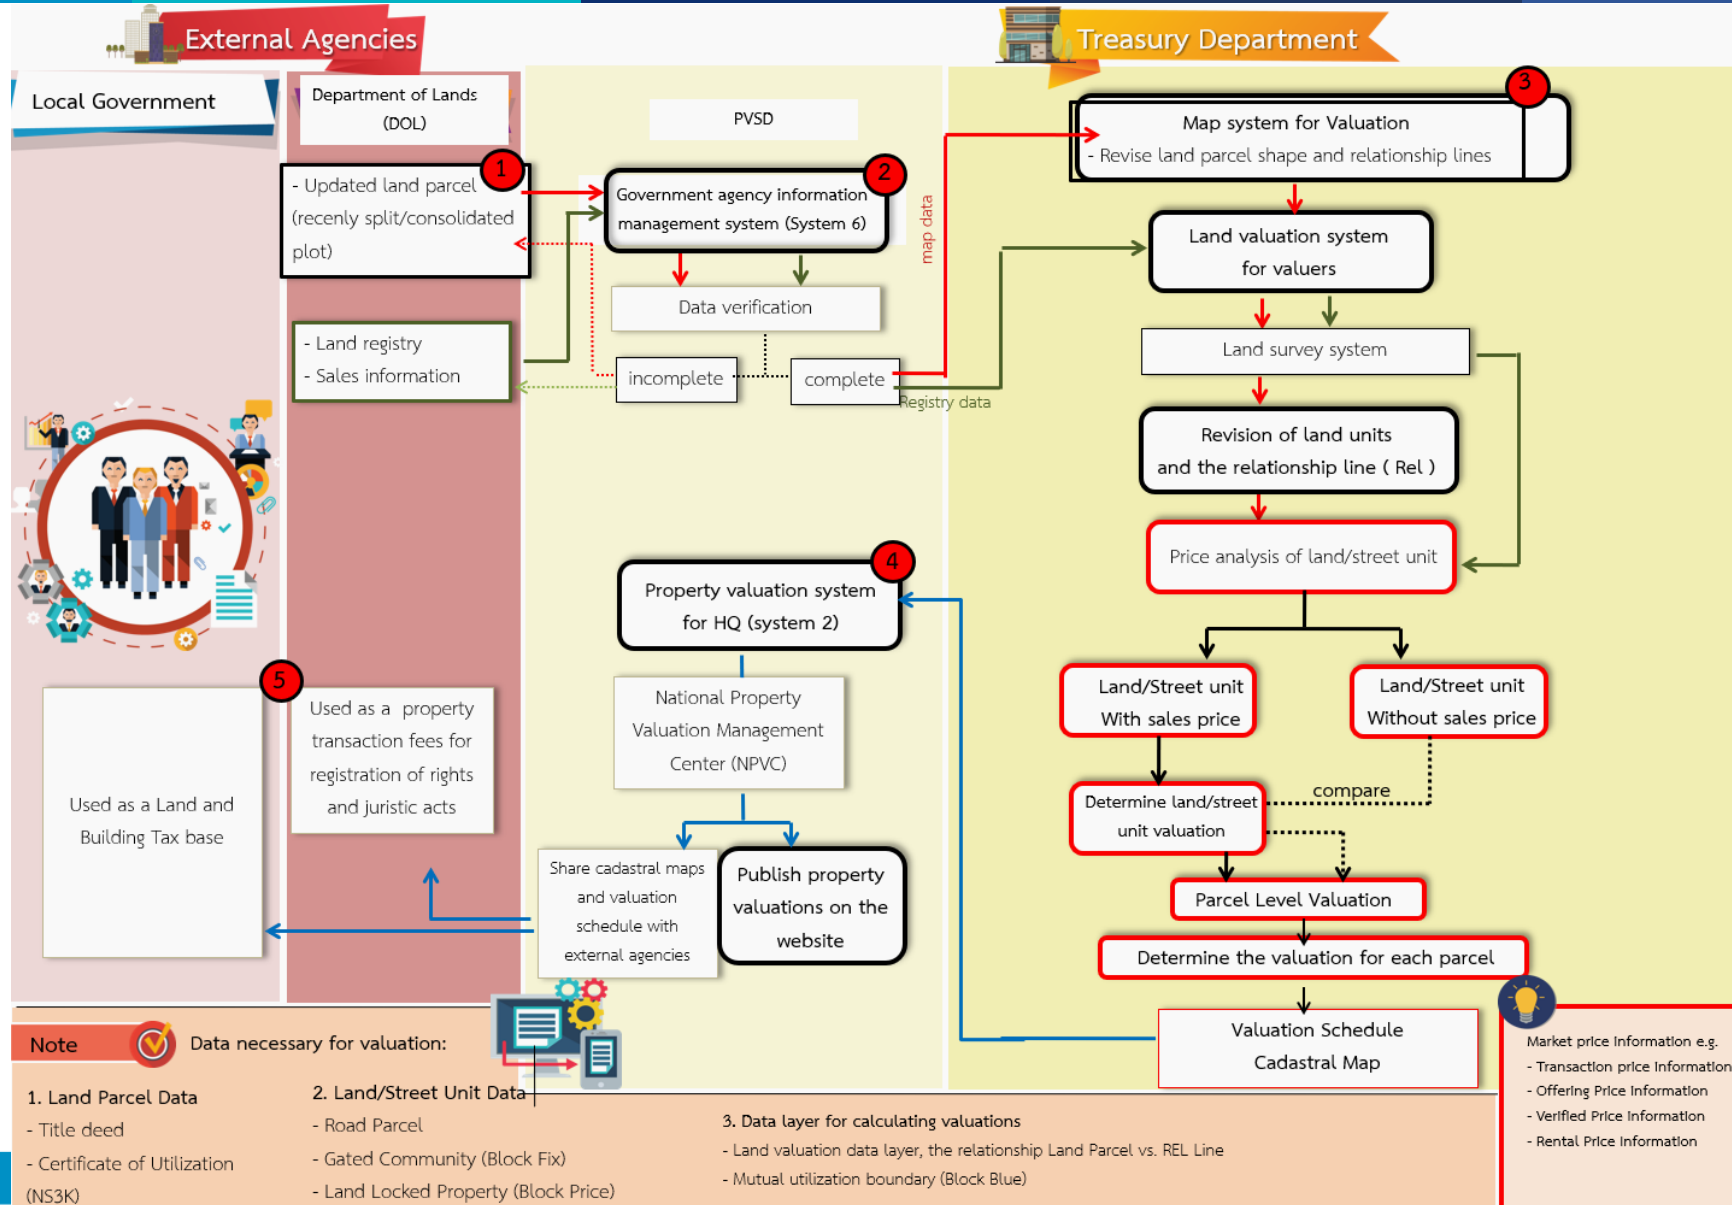 External Agencies
Treasury Department
Local Government
Department of Lands
(DOL)
PVSD
1
- Updated land parcel
(recenly split/consolidated
plot)
- Land registry
- Sales information
2
Government agency information
management system (System 6)
Data verification
incomplete
complete
map data
Registry data
3
Map system for Valuation
- Revise land parcel shape and relationship lines
Land valuation system
for valuers
Land survey system
Revision of land units
and the relationship line ( Rel )
Price analysis of land/street unit
Land/Street unit
With sales price
Land/Street unit
Without sales price
compare
Determine land/street
unit valuation
Parcel Level Valuation
Determine the valuation for each parcel
Valuation Schedule
Cadastral Map
4
Property valuation system
for HQ (system 2)
National Property
Valuation Management
Center (NPVC)
Share cadastral maps
and valuation
schedule with
external agencies
Publish property
valuations on the
website
5
Used as a property
transaction fees for
registration of rights
and juristic acts
Used as a Land and
Building Tax base
Note
Data necessary for valuation:
1. Land Parcel Data
- Title deed
- Certificate of Utilization
(NS3K)
2. Land/Street Unit Data
- Road Parcel
- Gated Community (Block Fix)
- Land Locked Property (Block Price)
3. Data layer for calculating valuations
- Land valuation data layer, the relationship Land Parcel vs. REL Line
- Mutual utilization boundary (Block Blue)
Market price information e.g.
- Transaction price information
- Offering Price Information
- Verified Price Information
- Rental Price Information